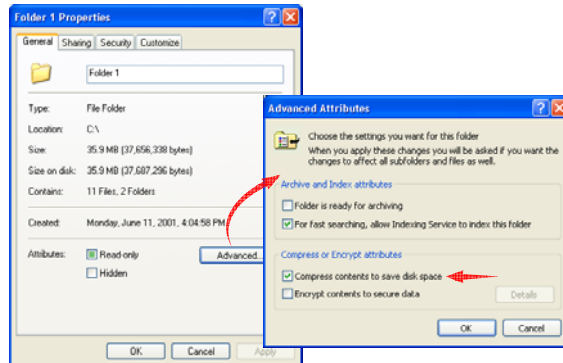 Folder 1 Properties
General Sharing Security Customize
Folder 1
Type: File Folder
Location: C:\
Size: 35.9 MB (37,656,338 bytes)
Size on disk: 35.9 MB (37,687,296 bytes)
Contains: 11 Files, 2 Folders
Created: Monday, June 11, 2001, 4:04:58 PM
Attributes: Read-only Advanced...
Hidden
OK Cancel Apply
Advanced Attributes
Choose the settings you want for this folder
When you apply these changes you will be asked if you want the
changes to affect all subfolders and files as well.
Archive and Index attributes
Folder is ready for archiving
For fast searching, allow Indexing Service to index this folder
Compress or Encrypt attributes
Compress contents to save disk space
Encrypt contents to secure data Details
OK Cancel